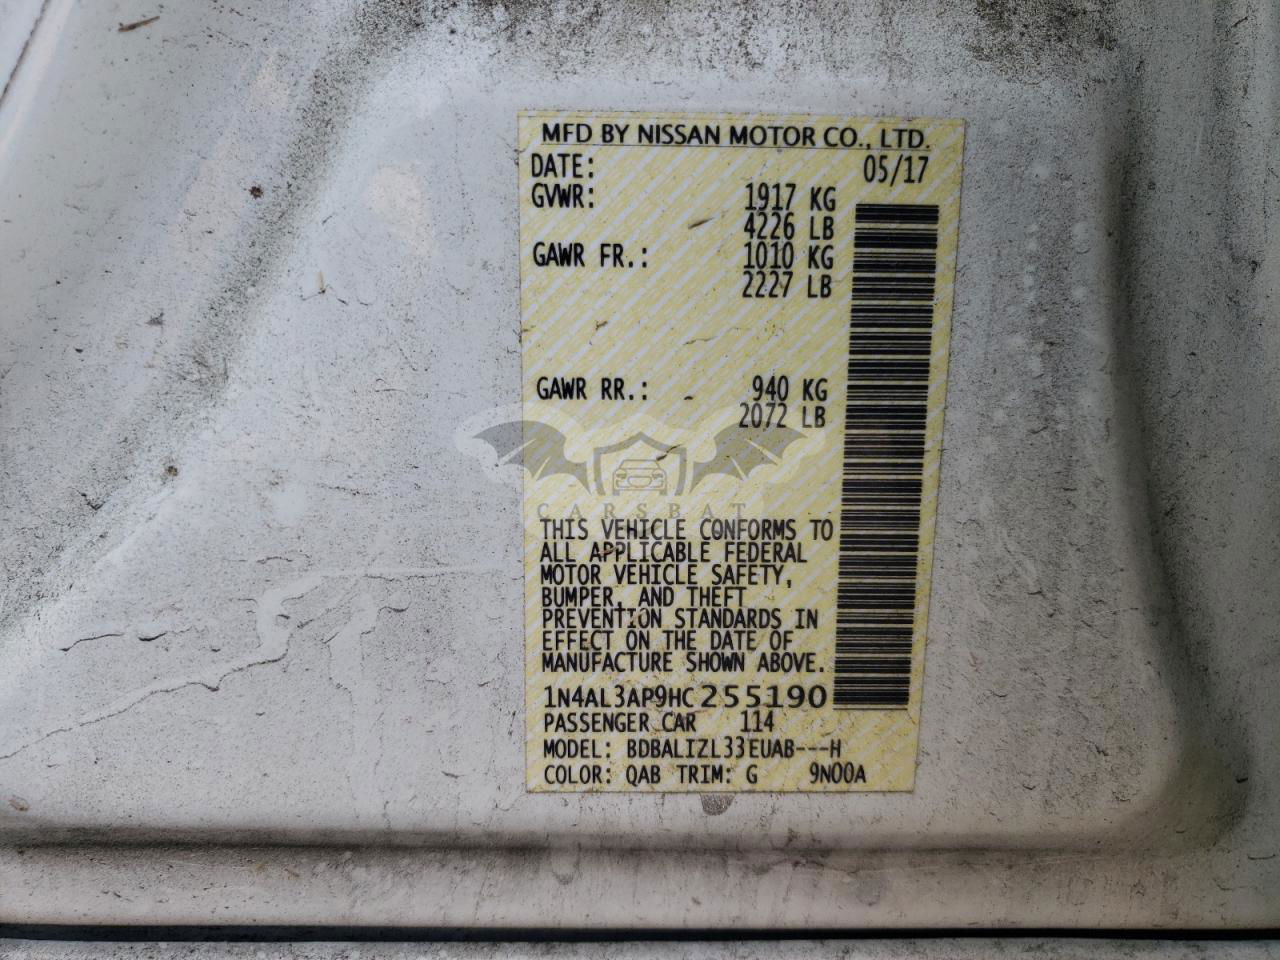 MFD BY NISSAN MOTOR CO., LTD.
DATE: 05/17
GVWR: 1917 KG
4226 LB
GAWR FR.: 1010 KG
2227 LB
GAWR RR.: 940 KG
2072 LB
CARSBAT
THIS VEHICLE CONFORMS TO
ALL APPLICABLE FEDERAL
MOTOR VEHICLE SAFETY,
BUMPER, AND THEFT
PREVENTION STANDARDS IN
EFFECT ON THE DATE OF
MANUFACTURE SHOWN ABOVE.
1N4AL3AP9HC255190
PASSENGER CAR 114
MODEL: BDBALIZL33EUAB---H
COLOR: QAB TRIM: G 9N00A